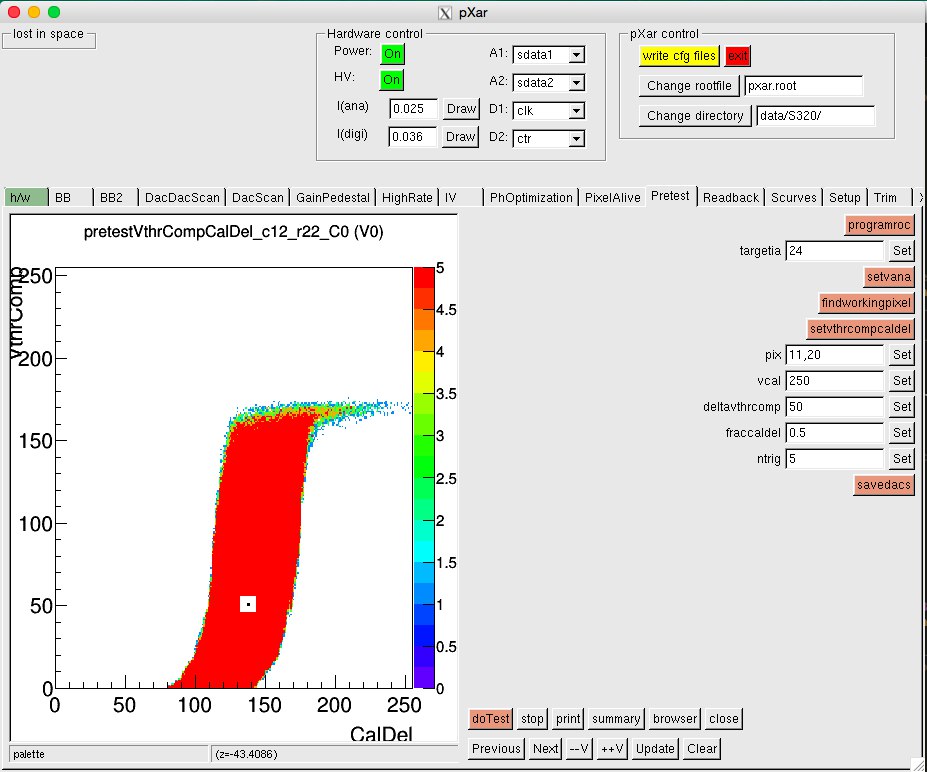 pXar
lost in space
Hardware control
pXar control
Power: On A1: sdata1
write cfg files exit
HV: On A2: sdata2
Change rootfile pxar.root
I(ana) 0.025 Draw D1: clk
Change directory data/S320/
I(digi) 0.036 Draw D2: ctr
h/w BB BB2 DacDacScan DacScan GainPedestal HighRate IV PhOptimization PixelAlive Pretest Readback Scurves Setup Trim
pretestVthrCompCalDel_c12_r22_C0 (V0)
VthrComp
250
200
150
100
50
0
0 50 100 150 200 250
CalDel
5
4.5
4
3.5
3
2.5
2
1.5
1
0.5
0
palette (z=-43.4086)
programroc
targetia 24 Set
setvana
findworkingpixel
setvthrcompcaldel
pix 11,20 Set
vcal 250 Set
deltavthrcomp 50 Set
fraccaldel 0.5 Set
ntrig 5 Set
savedacs
doTest stop print summary browser close
Previous Next --V ++V Update Clear